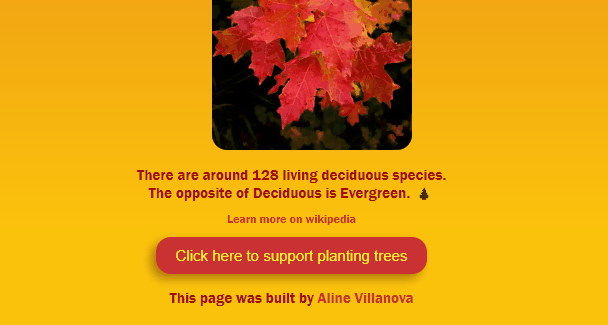 There are around 128 living deciduous species.
The opposite of Deciduous is Evergreen. 🌲
Learn more on wikipedia
Click here to support planting trees
This page was built by Aline Villanova